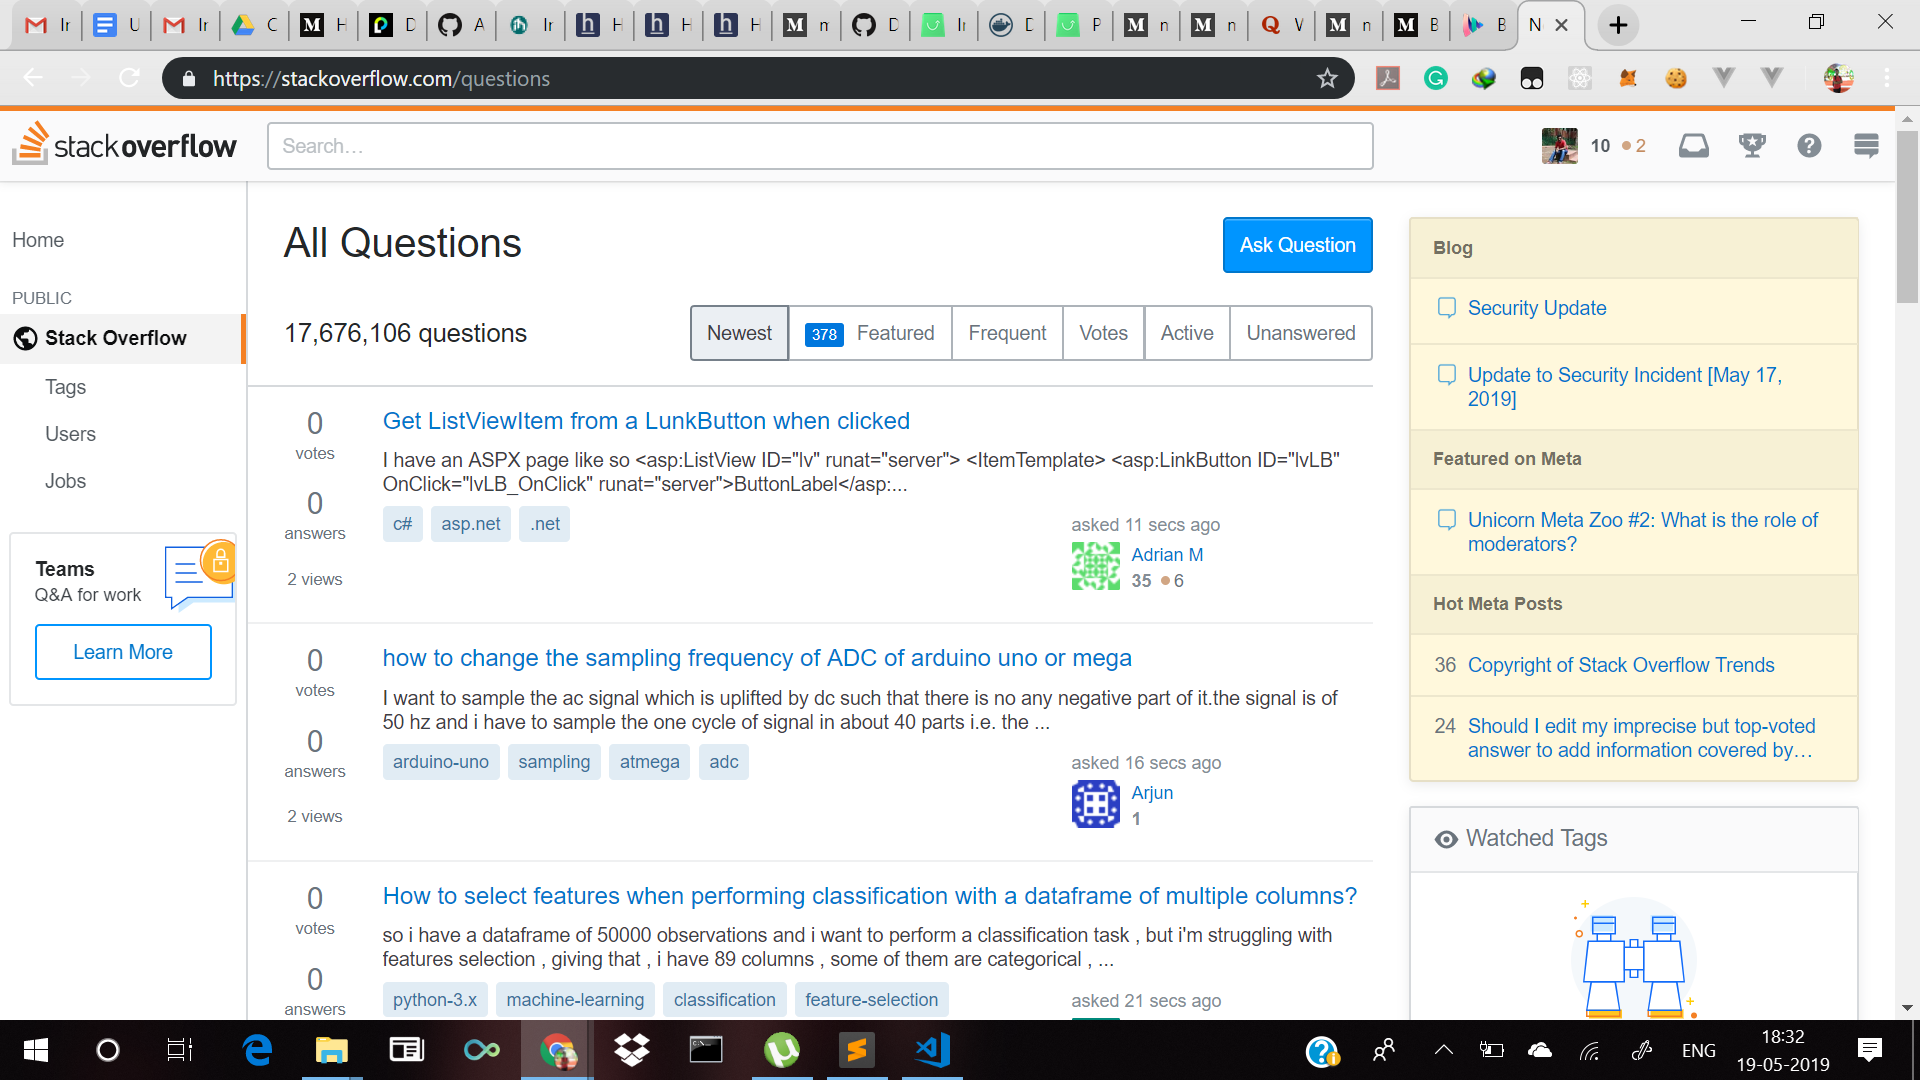 https://stackoverflow.com/questions
stackoverflow
Search…
10 2
Home
PUBLIC
Stack Overflow
Tags
Users
Jobs
Teams
Q&A for work
Learn More
All Questions
Ask Question
17,676,106 questions
Newest
378 Featured
Frequent
Votes
Active
Unanswered
0
votes
0
answers
2 views
Get ListViewItem from a LunkButton when clicked
I have an ASPX page like so <asp:ListView ID="lv" runat="server"> <ItemTemplate> <asp:LinkButton ID="lvLB"
OnClick="lvLB_OnClick" runat="server">ButtonLabel</asp:...
c# asp.net .net
asked 11 secs ago
Adrian M
35 6
0
votes
0
answers
2 views
how to change the sampling frequency of ADC of arduino uno or mega
I want to sample the ac signal which is uplifted by dc such that there is no any negative part of it.the signal is of
50 hz and i have to sample the one cycle of signal in about 40 parts i.e. the ...
arduino-uno sampling atmega adc
asked 16 secs ago
Arjun
1
0
votes
0
answers
How to select features when performing classification with a dataframe of multiple columns?
so i have a dataframe of 50000 observations and i want to perform a classification task , but i'm struggling with
features selection , giving that , i have 89 columns , some of them are categorical , ...
python-3.x machine-learning classification feature-selection
asked 21 secs ago
Blog
Security Update
Update to Security Incident [May 17,
2019]
Featured on Meta
Unicorn Meta Zoo #2: What is the role of
moderators?
Hot Meta Posts
36 Copyright of Stack Overflow Trends
24 Should I edit my imprecise but top-voted
answer to add information covered by…
Watched Tags
ENG
18:32
19-05-2019